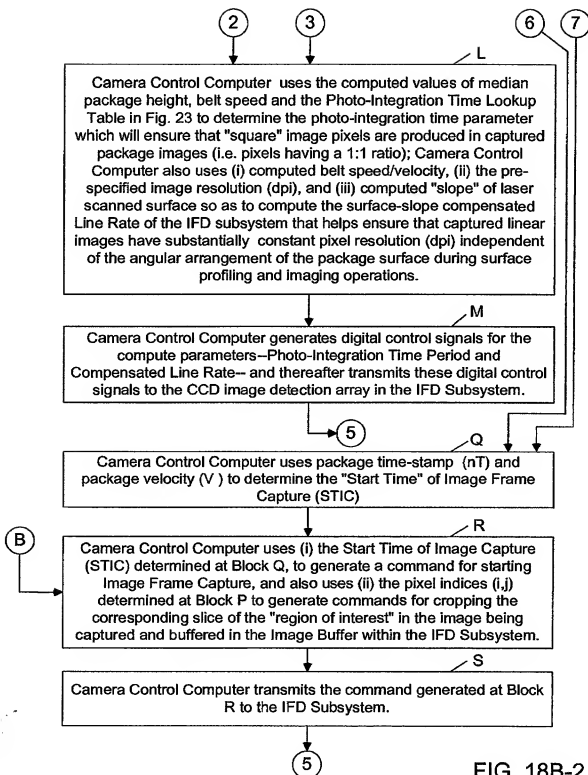 2 3 6 7
L
Camera Control Computer uses the computed values of median
package height, belt speed and the Photo-Integration Time Lookup
Table in Fig. 23 to determine the photo-integration time parameter
which will ensure that "square" image pixels are produced in captured
package images (i.e. pixels having a 1:1 ratio); Camera Control
Computer also uses (i) computed belt speed/velocity, (ii) the pre-
specified image resolution (dpi), and (iii) computed "slope" of laser
scanned surface so as to compute the surface-slope compensated
Line Rate of the IFD subsystem that helps ensure that captured linear
images have substantially constant pixel resolution (dpi) independent
of the angular arrangement of the package surface during surface
profiling and imaging operations.
M
Camera Control Computer generates digital control signals for the
compute parameters--Photo-Integration Time Period and
Compensated Line Rate-- and thereafter transmits these digital control
signals to the CCD image detection array in the IFD Subsystem.
5
Q
Camera Control Computer uses package time-stamp (nT) and
package velocity (V ) to determine the "Start Time" of Image Frame
Capture (STIC)
R
B
Camera Control Computer uses (i) the Start Time of Image Capture
(STIC) determined at Block Q, to generate a command for starting
Image Frame Capture, and also uses (ii) the pixel indices (i,j)
determined at Block P to generate commands for cropping the
corresponding slice of the "region of interest" in the image being
captured and buffered in the Image Buffer within the IFD Subsystem.
S
Camera Control Computer transmits the command generated at Block
R to the IFD Subsystem.
5
FIG. 18B-2